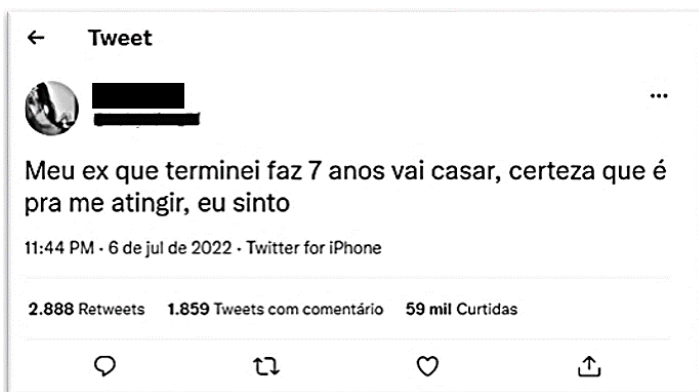 Tweet
Meu ex que terminei faz 7 anos vai casar, certeza que é
pra me atingir, eu sinto
11:44 PM · 6 de jul de 2022 · Twitter for iPhone
2.888 Retweets 1.859 Tweets com comentário 59 mil Curtidas